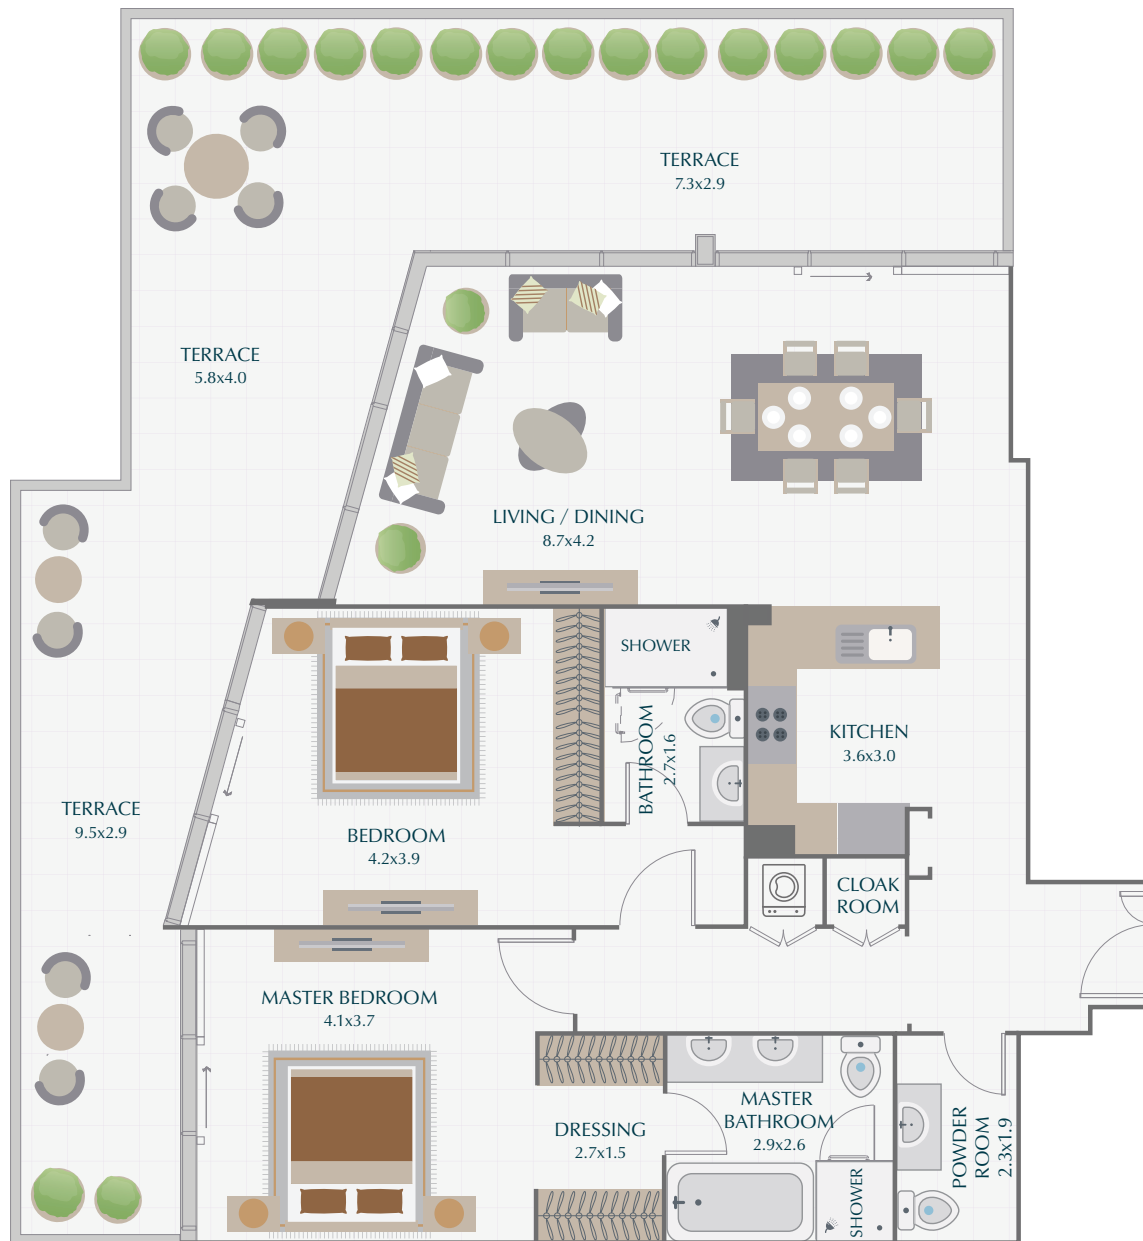 TERRACE
7.3x2.9
TERRACE
5.8x4.0
LIVING / DINING
8.7x4.2
SHOWER
BATHROOM
2.7x1.6
KITCHEN
3.6x3.0
TERRACE
9.5x2.9
BEDROOM
4.2x3.9
CLOAK
ROOM
MASTER BEDROOM
4.1x3.7
DRESSING
2.7x1.5
MASTER
BATHROOM
2.9x2.6
SHOWER
POWDER
ROOM
2.3x1.9